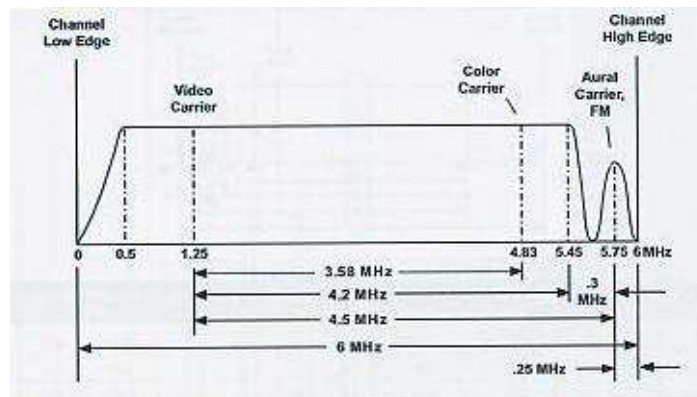 Channel
Low Edge
Channel
High Edge
Video
Carrier
Color
Carrier
Aural
Carrier,
FM
0
0.5
1.25
4.83
5.45
5.75
6MHz
3.58 MHz
4.2 MHz
.3
MHz
4.5 MHz
6 MHz
.25 MHz